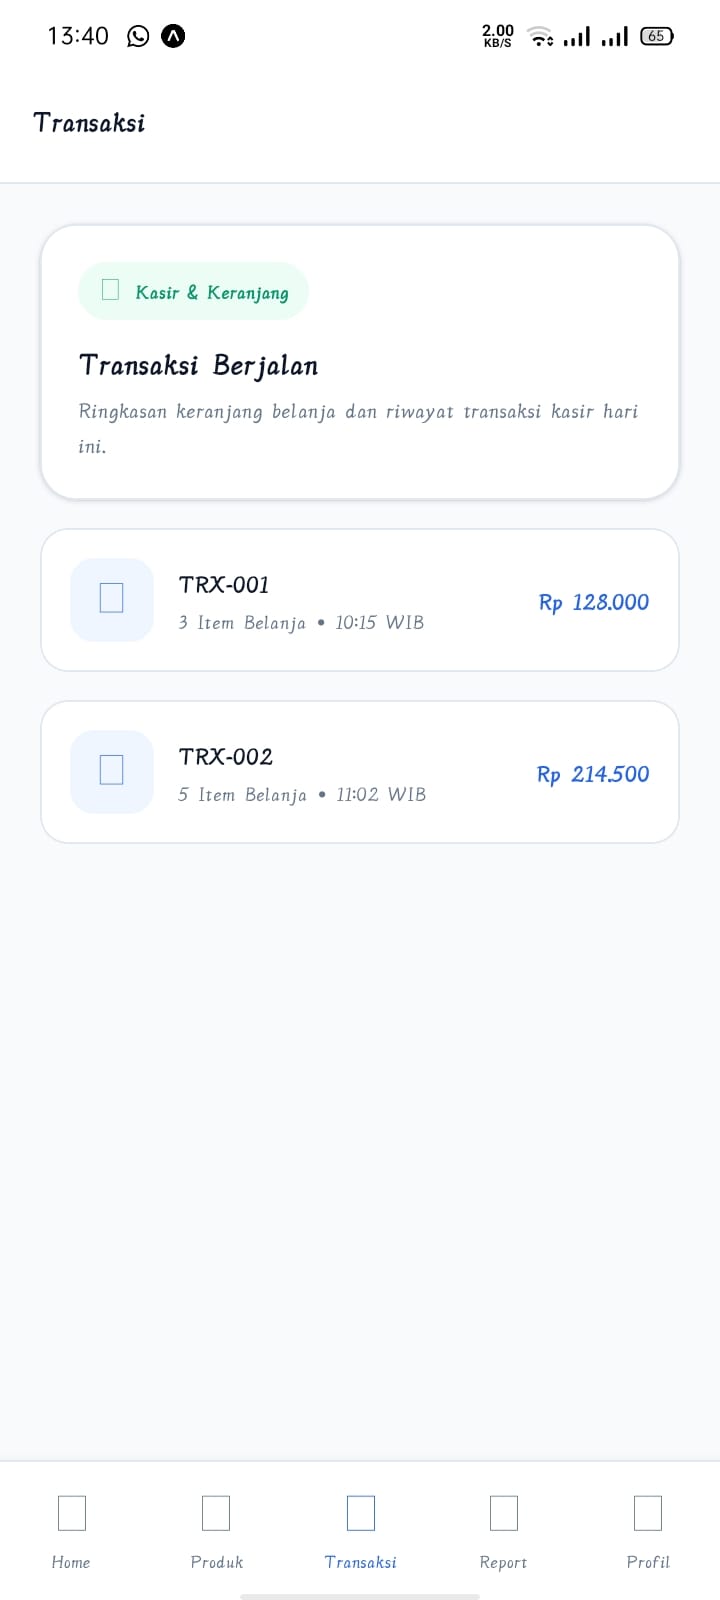 13:40
2.00
KB/S
65
Transaksi
Kasir & Keranjang
Transaksi Berjalan
Ringkasan keranjang belanja dan riwayat transaksi kasir hari
ini.
TRX-001
3 Item Belanja • 10:15 WIB
Rp 128.000
TRX-002
5 Item Belanja • 11:02 WIB
Rp 214.500
Home
Produk
Transaksi
Report
Profil